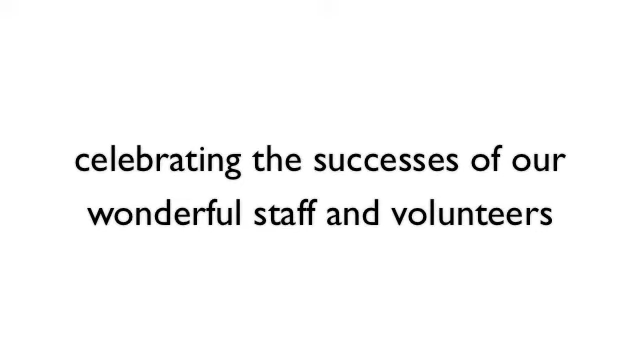 celebrating the successes of our
wonderful staff and volunteers